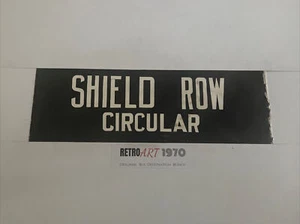 SHIELD ROW
CIRCULAR
RETROART 1970